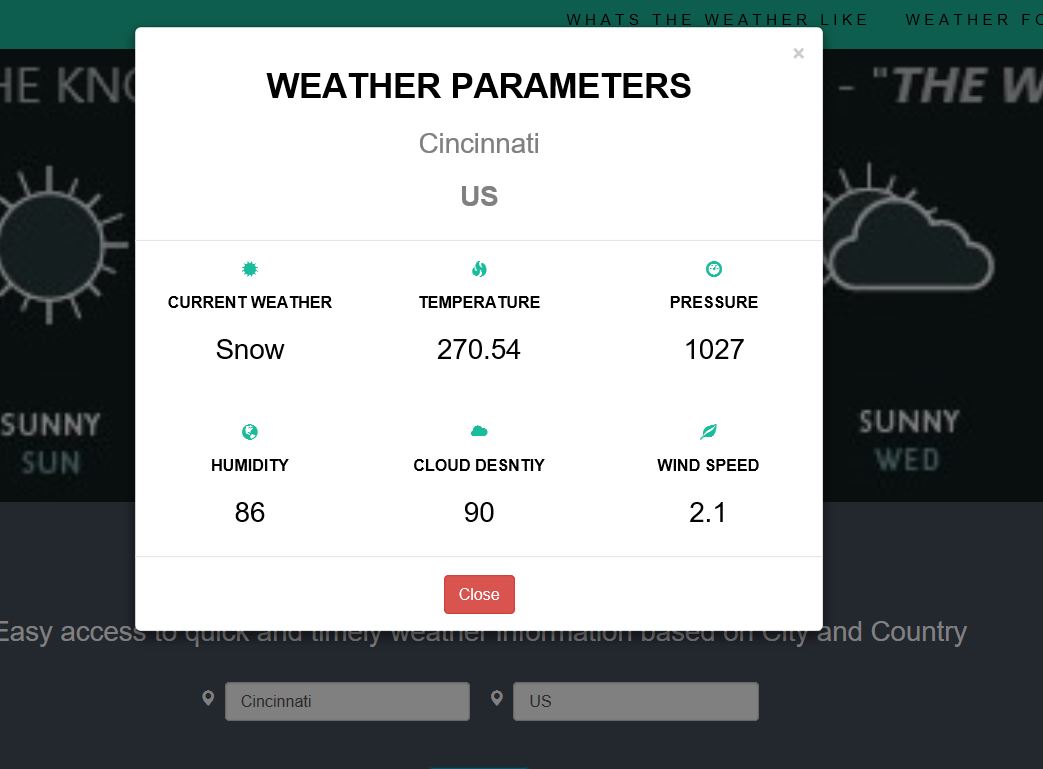 WHATS THE WEATHER LIKE WEATHER FO
HE KNO - "THE W
×
WEATHER PARAMETERS
Cincinnati
US
CURRENT WEATHER TEMPERATURE PRESSURE
Snow 270.54 1027
SUNNY SUNNY
SUN WED
HUMIDITY CLOUD DESNTIY WIND SPEED
86 90 2.1
Close
Easy access to quick and timely weather information based on City and Country
Cincinnati US